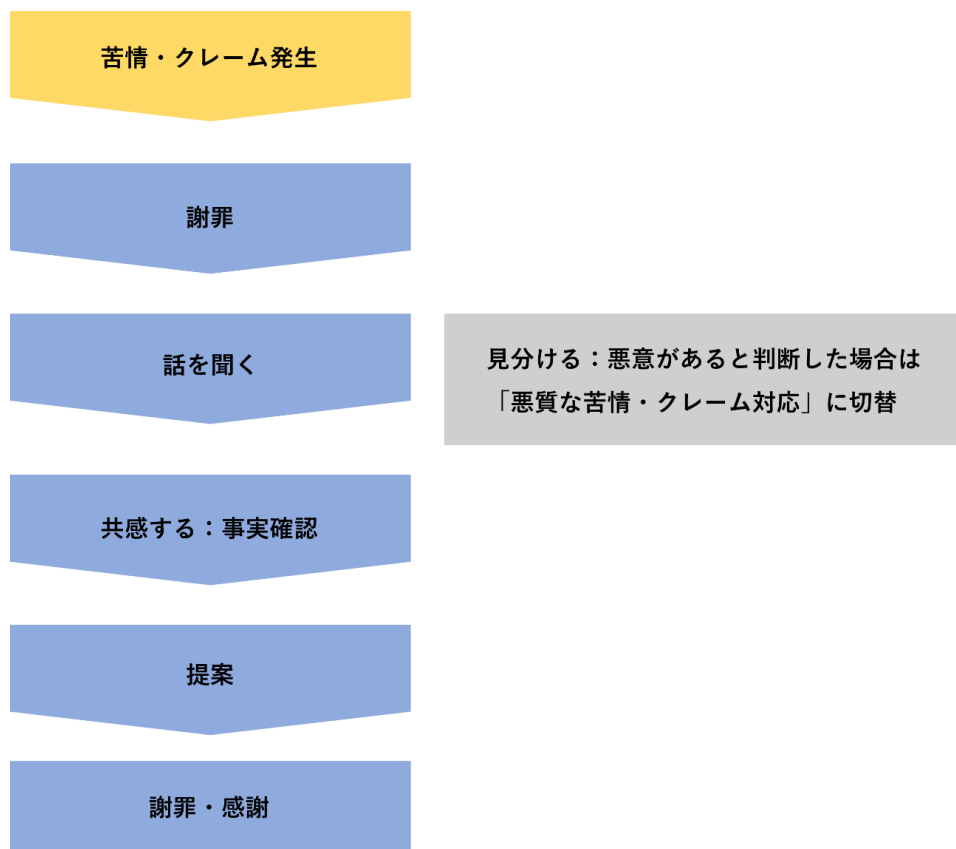 苦情・クレーム発生
謝罪
話を聞く
見分ける：悪意があると判断した場合は
「悪質な苦情・クレーム対応」に切替
共感する：事実確認
提案
謝罪・感謝